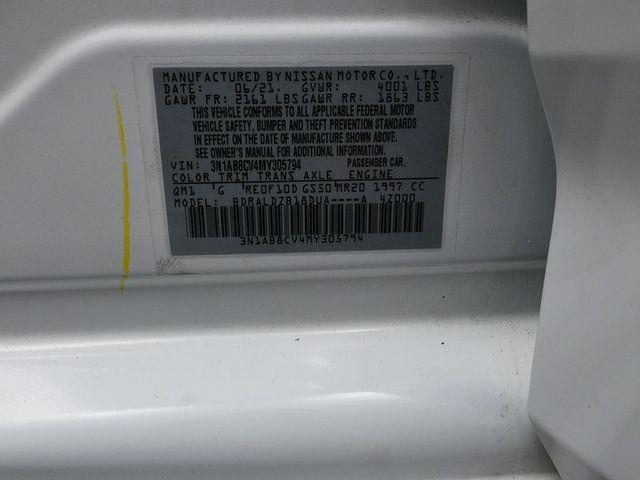 MANUFACTURED BY NISSAN MOTOR CO., LTD.
DATE: 06/21. GVWR: 4001 LBS
GAWR FR: 2161 LBS GAWR RR: 1863 LBS
THIS VEHICLE CONFORMS TO ALL APPLICABLE FEDERAL MOTOR
VEHICLE SAFETY, BUMPER AND THEFT PREVENTION STANDARDS
IN EFFECT ON THE DATE OF MANUFACTURE SHOWN ABOVE.
SEE OWNER'S MANUAL FOR ADDITIONAL INFORMATION.
VIN: 3N1AB8CV4MY305794 PASSENGER CAR.
COLOR TRIM TRANS AXLE ENGINE
QM1 G RE0F10D GS50 MR20 1997 CC
MODEL: BDRALDZB18DUA----A 4Z000
3N1AB8CV4MY305794